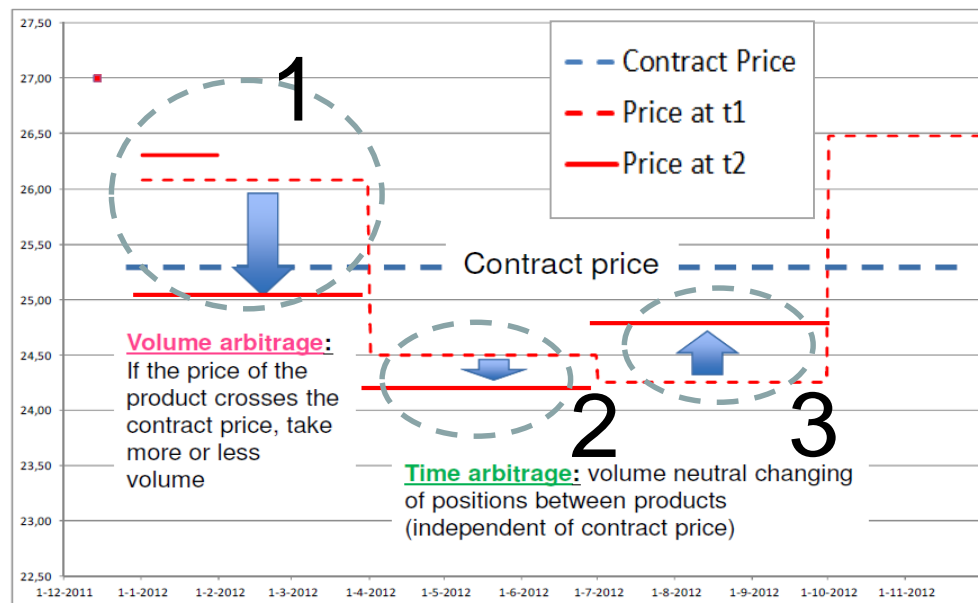 27,50
27,00
26,50
26,00
25,50
25,00
24,50
24,00
23,50
23,00
22,50
1
Contract Price
Price at t1
Price at t2
Contract price
Volume arbitrage:
If the price of the
product crosses the
contract price, take
more or less
volume
2
3
Time arbitrage: volume neutral changing
of positions between products
(independent of contract price)
1-12-2011 1-1-2012 1-2-2012 1-3-2012 1-4-2012 1-5-2012 1-6-2012 1-7-2012 1-8-2012 1-9-2012 1-10-2012 1-11-2012